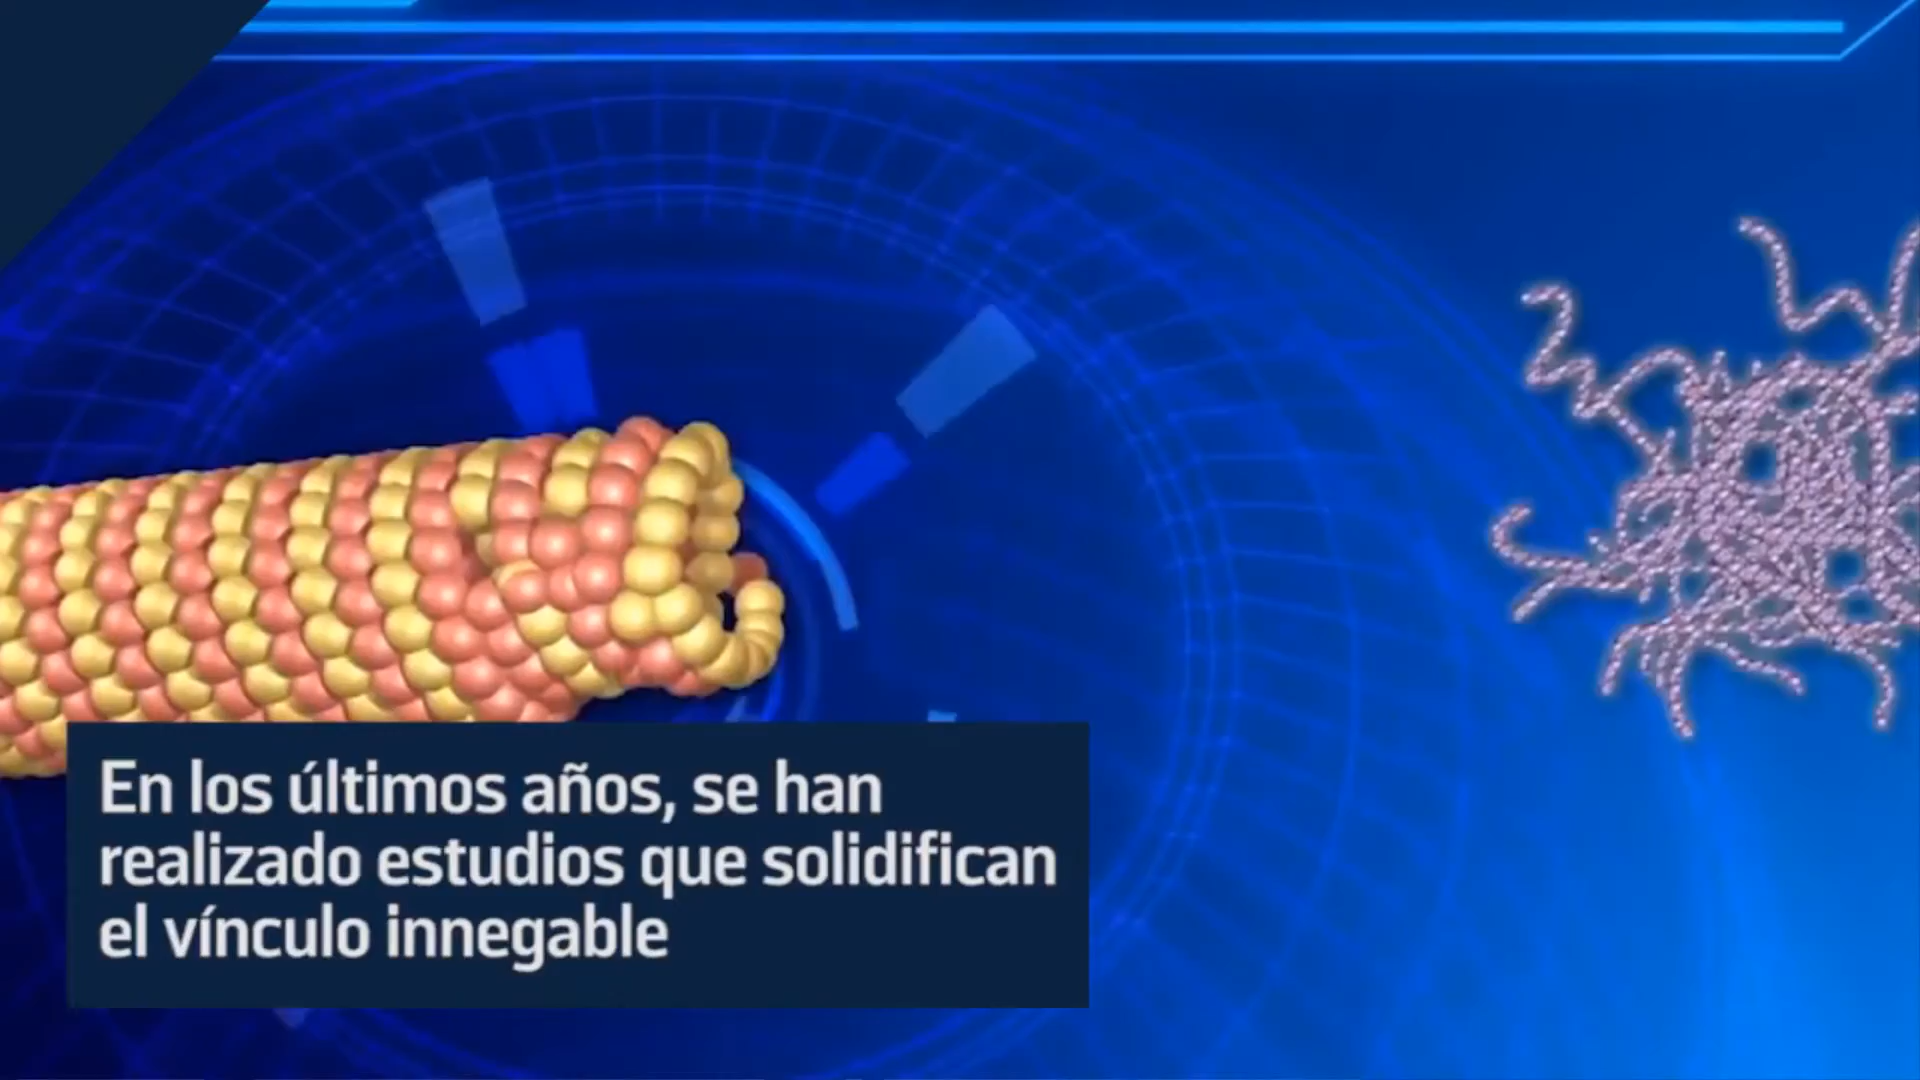 En los últimos años, se han
realizado estudios que solidifican
el vínculo innegable